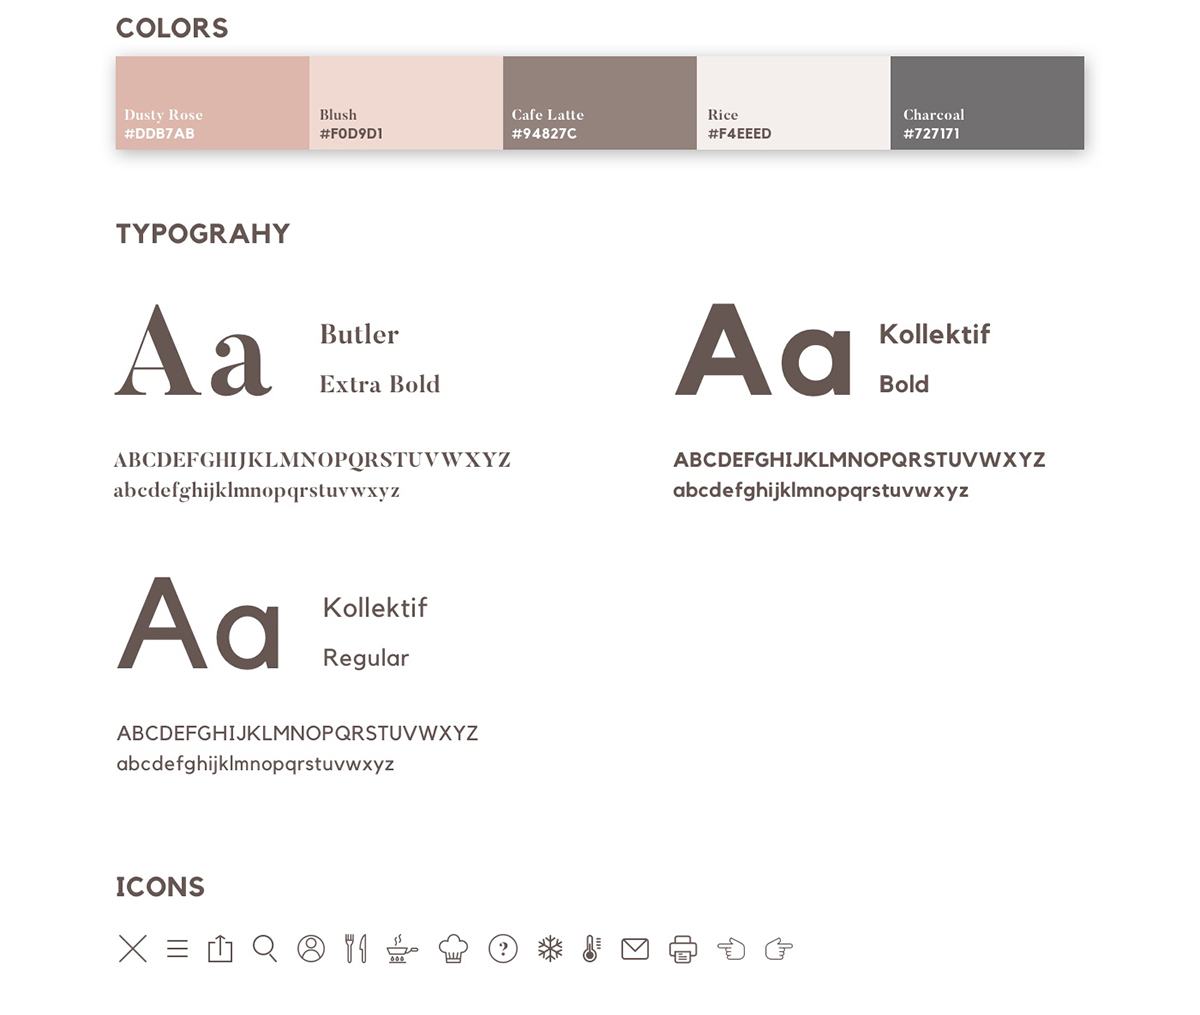 COLORS
Dusty Rose
#DDB7AB
Blush
#F0D9D1
Cafe Latte
#94827C
Rice
#F4EEED
Charcoal
#727171
TYPOGRAHY
Aa
Butler
Extra Bold
ABCDEFGHIJKLMNOPQRSTUVWXYZ
abcdefghijklmnopqrstuvwxyz
Aa
Kollektif
Bold
ABCDEFGHIJKLMNOPQRSTUVWXYZ
abcdefghijklmnopqrstuvwxyz
Aa
Kollektif
Regular
ABCDEFGHIJKLMNOPQRSTUVWXYZ
abcdefghijklmnopqrstuvwxyz
ICONS
?